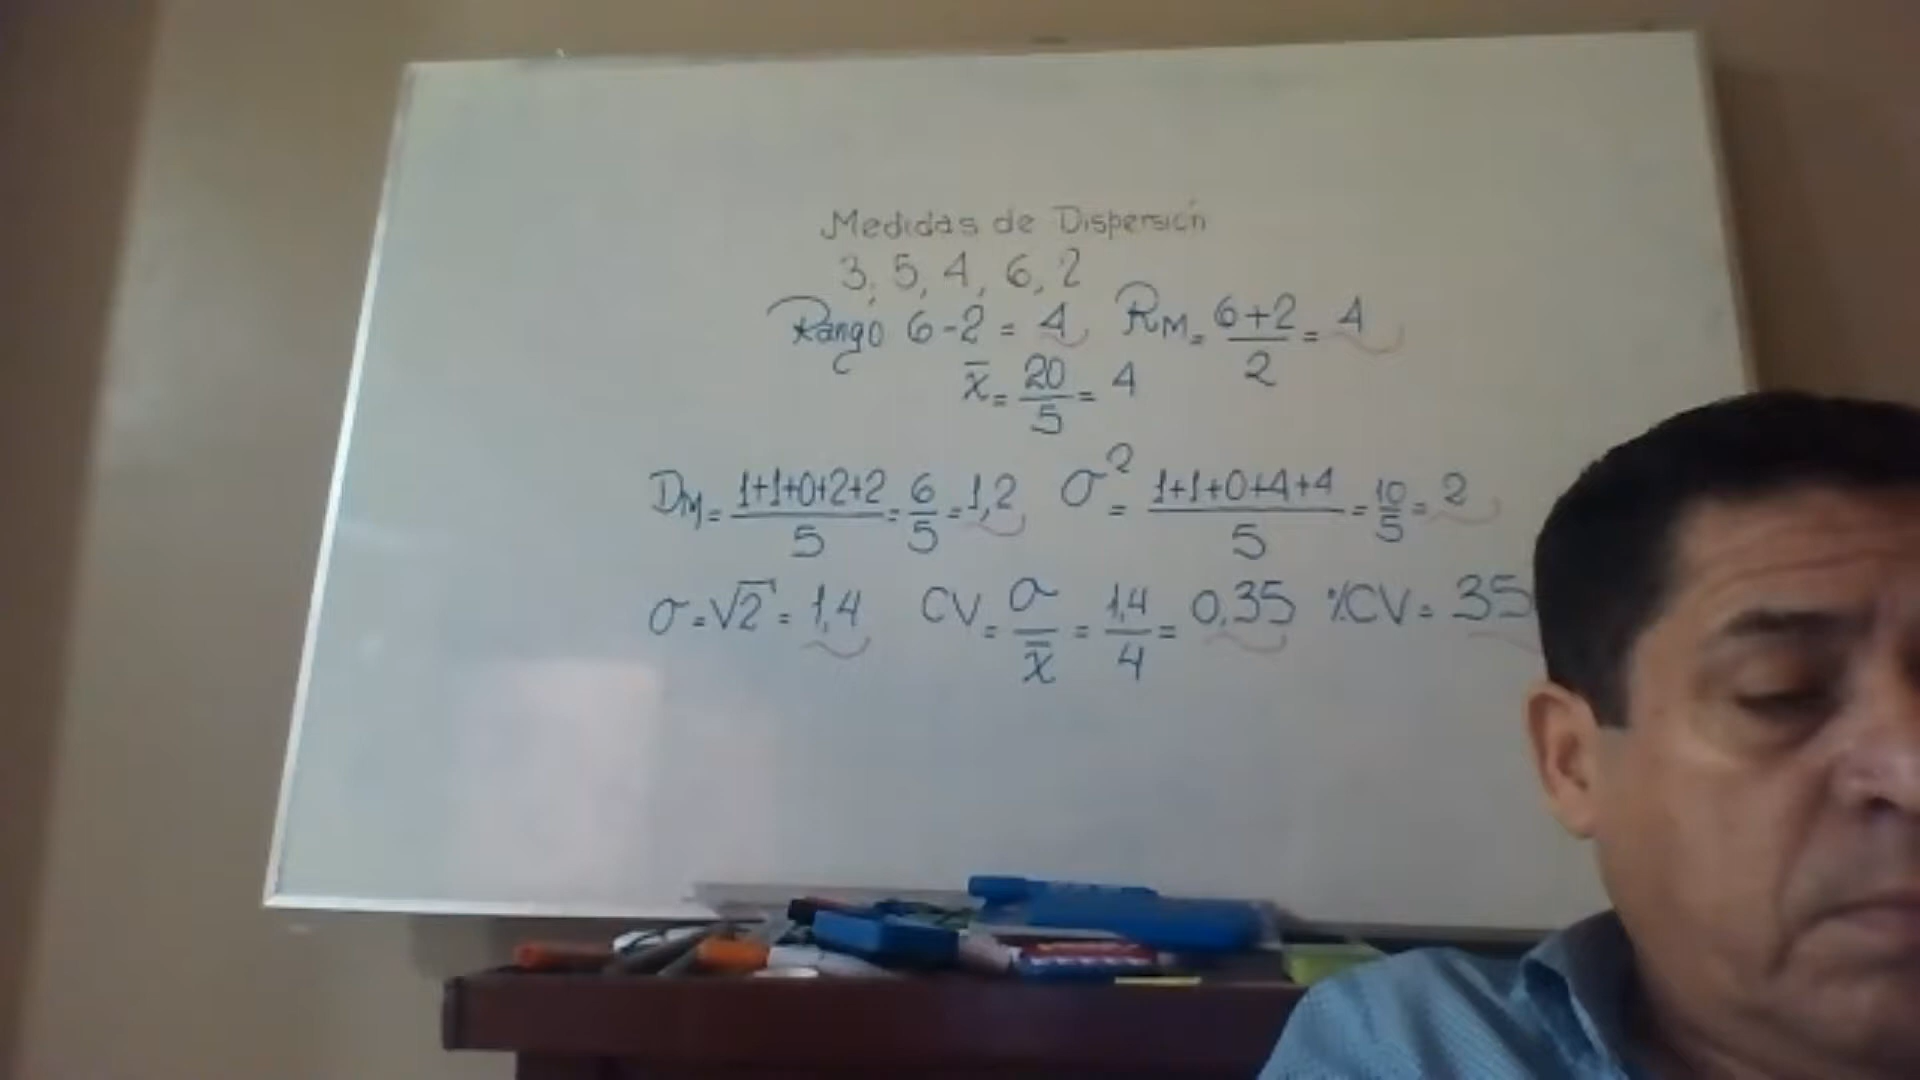 Medidas de Dispersión
3, 5, 4, 6, 2
Rango 6-2 = 4 RM = 6+2/2 = 4
x̄ = 20/5 = 4
DM = 1+1+0+2+2/5 = 6/5 = 1,2 σ² = 1+1+0+4+4/5 = 10/5 = 2
σ = √2 = 1,4 CV = σ/x̄ = 1,4/4 = 0,35 %CV = 35